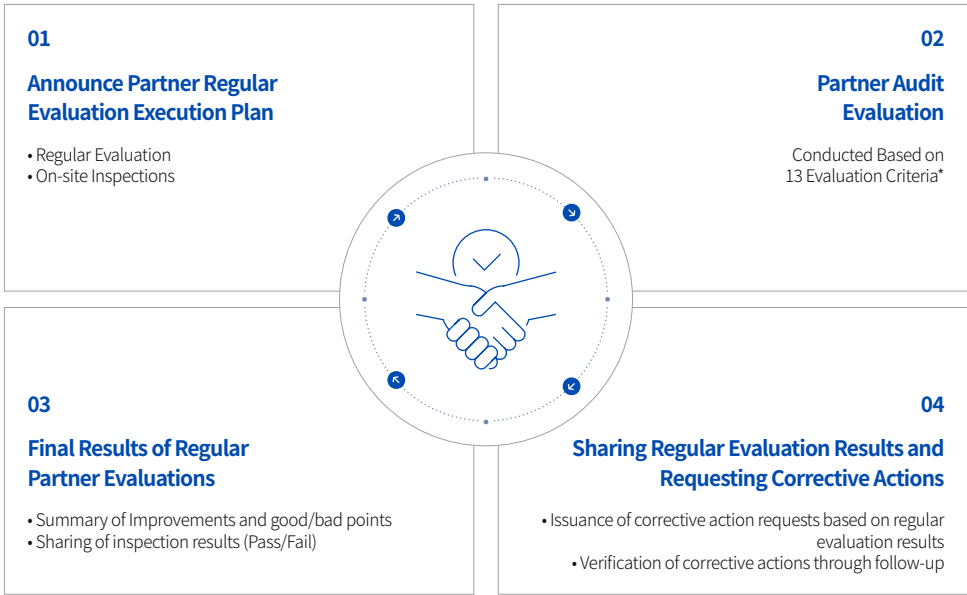 01
Announce Partner Regular
Evaluation Execution Plan
• Regular Evaluation
• On-site Inspections
02
Partner Audit
Evaluation
Conducted Based on
13 Evaluation Criteria*
03
Final Results of Regular
Partner Evaluations
• Summary of Improvements and good/bad points
• Sharing of inspection results (Pass/Fail)
04
Sharing Regular Evaluation Results and
Requesting Corrective Actions
• Issuance of corrective action requests based on regular
evaluation results
• Verification of corrective actions through follow-up